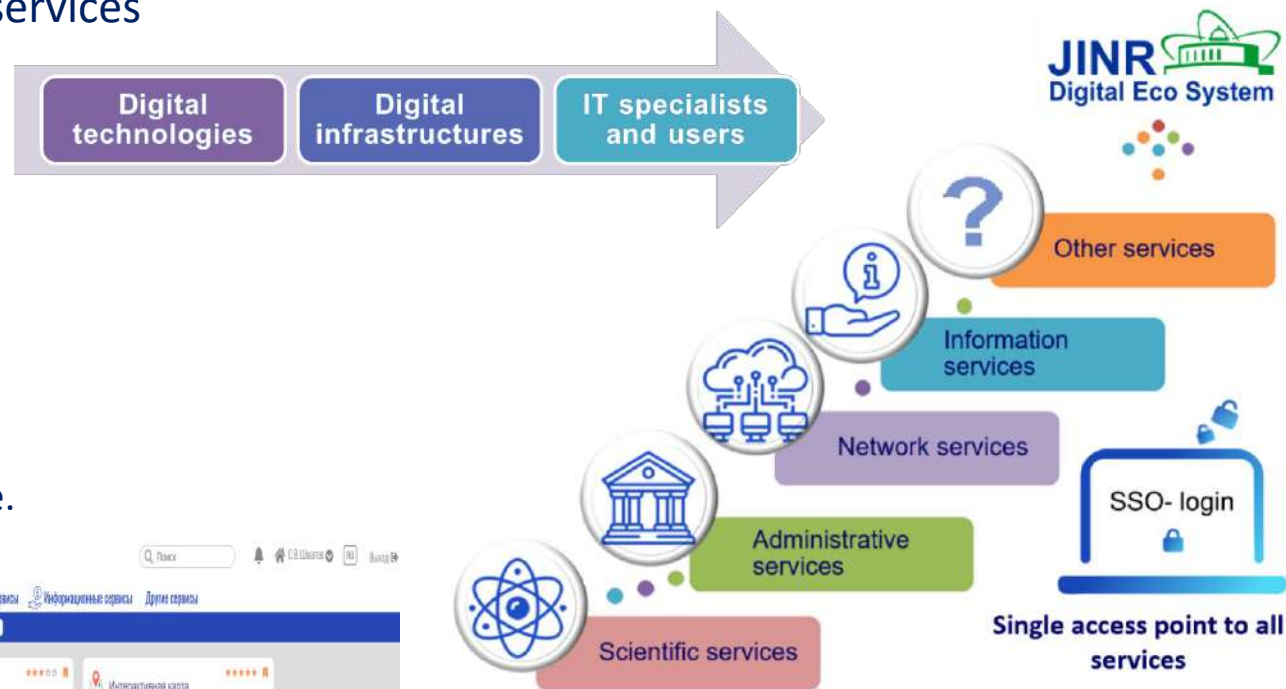 services
JINR
Digital Eco System
Digital
technologies
Digital
infrastructures
IT specialists
and users
?
Other services
Information
services
Network services
Administrative
services
Scientific services
SSO- login
Single access point to all
services
e.
Поиск
RU
Выход
Информационные сервисы
Другие сервисы
Интерактивная карта